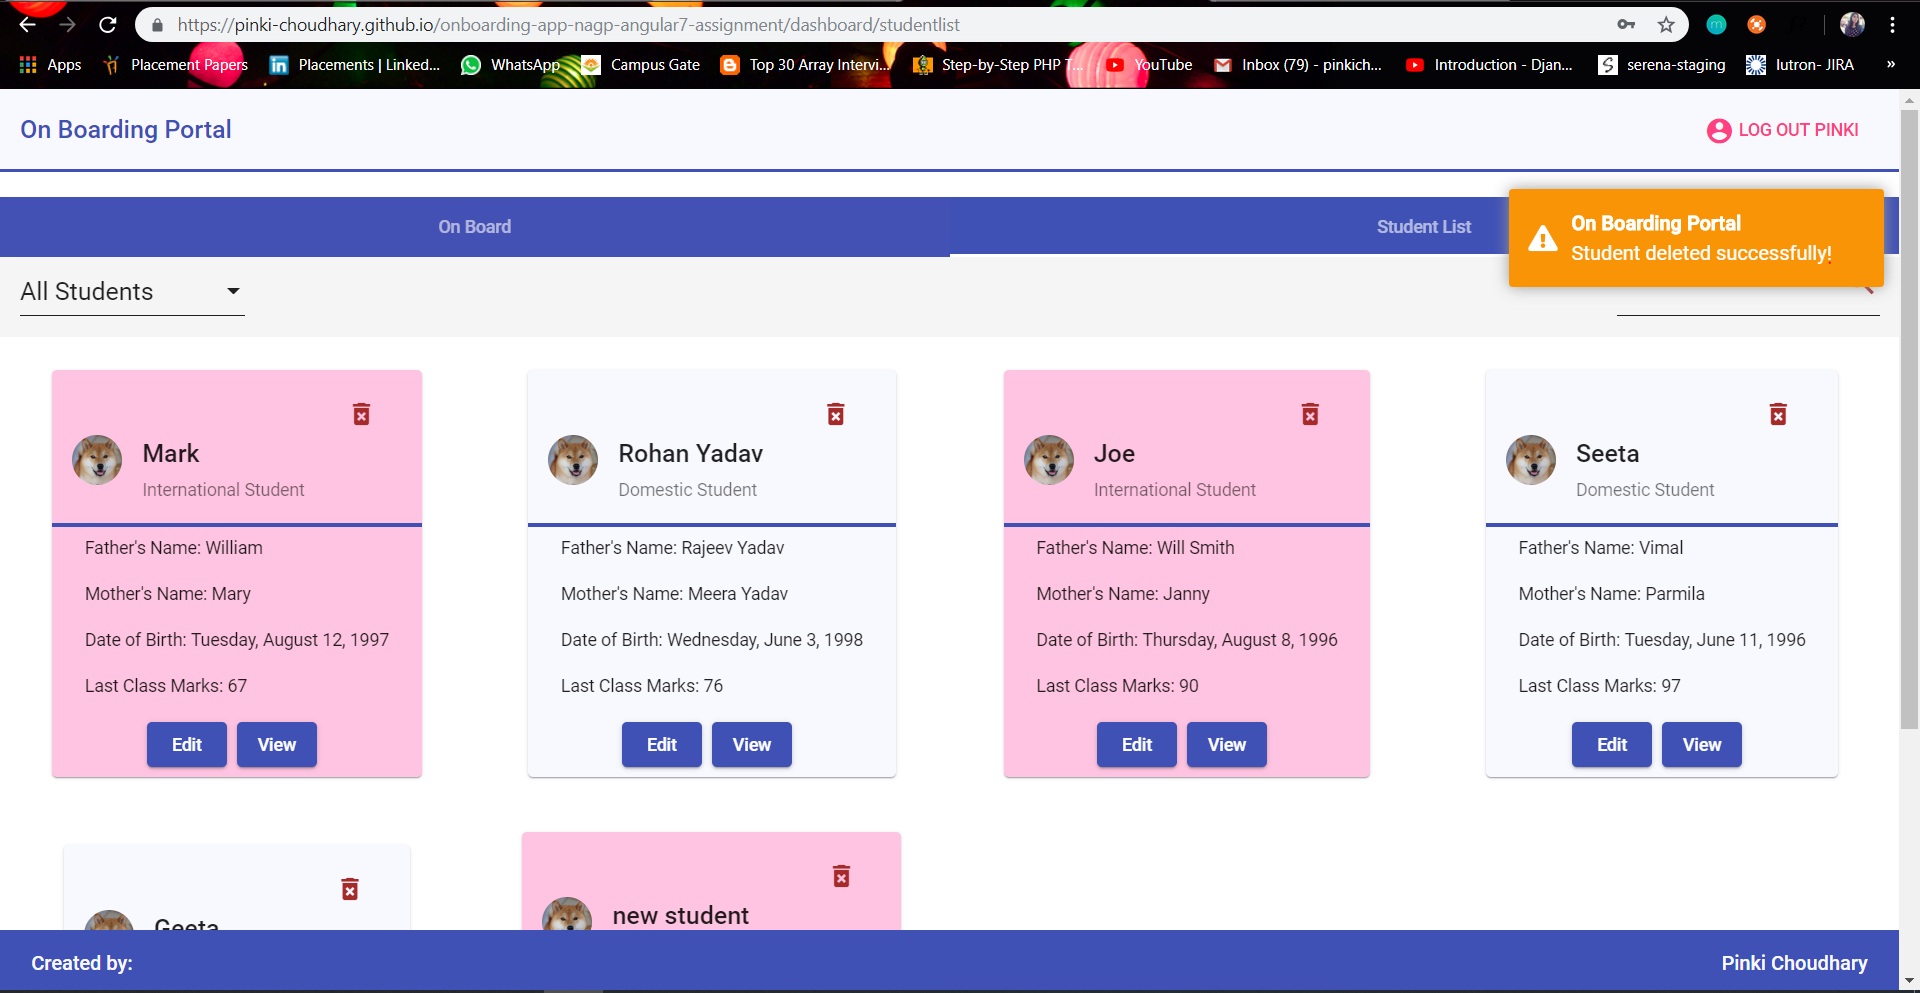 https://pinki-choudhary.github.io/onboarding-app-nagp-angular7-assignment/dashboard/studentlist
Apps Placement Papers Placements | Linked... WhatsApp Campus Gate Top 30 Array Intervi... Step-by-Step PHP T... YouTube Inbox (79) - pinkich... Introduction - Djan... serena-staging lutron- JIRA »
On Boarding Portal
LOG OUT PINKI
On Board
Student List
On Boarding Portal
Student deleted successfully!
All Students
Mark
International Student
Father's Name: William
Mother's Name: Mary
Date of Birth: Tuesday, August 12, 1997
Last Class Marks: 67
Edit View
Rohan Yadav
Domestic Student
Father's Name: Rajeev Yadav
Mother's Name: Meera Yadav
Date of Birth: Wednesday, June 3, 1998
Last Class Marks: 76
Edit View
Joe
International Student
Father's Name: Will Smith
Mother's Name: Janny
Date of Birth: Thursday, August 8, 1996
Last Class Marks: 90
Edit View
Seeta
Domestic Student
Father's Name: Vimal
Mother's Name: Parmila
Date of Birth: Tuesday, June 11, 1996
Last Class Marks: 97
Edit View
Geeta
new student
Created by:
Pinki Choudhary